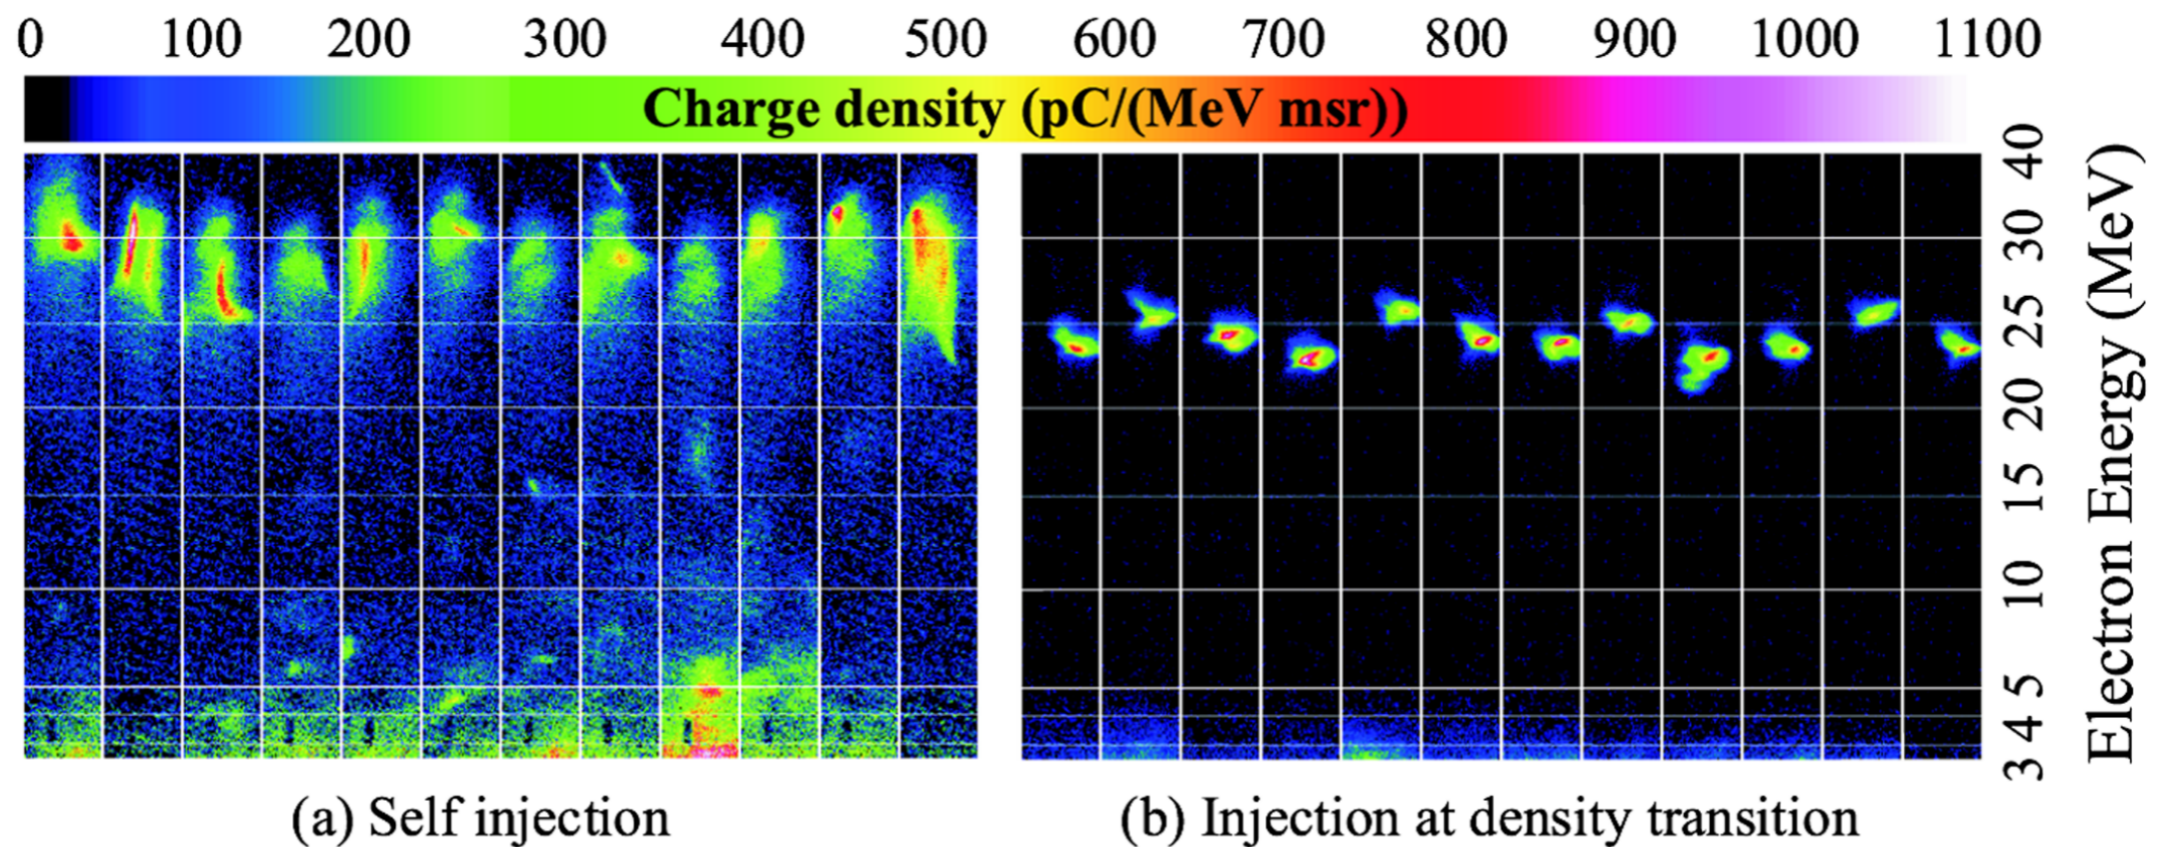 0 100 200 300 400 500 600 700 800 900 1000 1100
Charge density (pC/(MeV msr))
40
30
25
20
15
10
5
4
3
Electron Energy (MeV)
(a) Self injection
(b) Injection at density transition